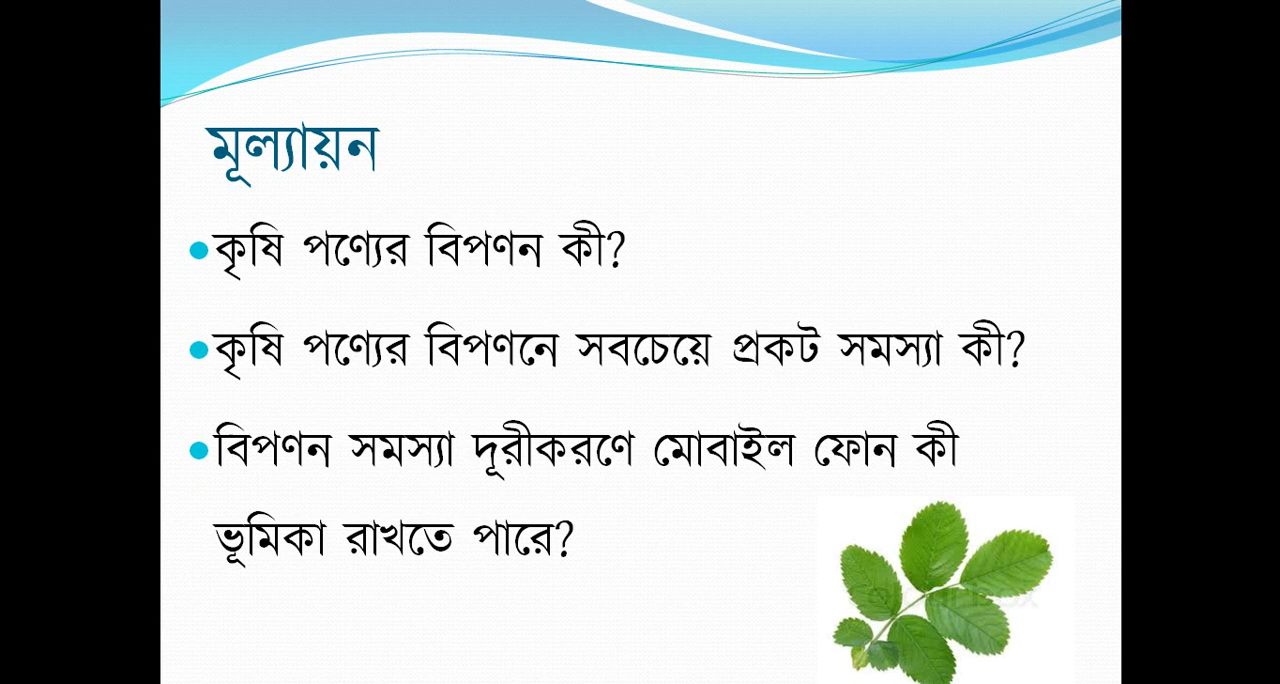 মূল্যায়ন
কৃষি পণ্যের বিপণন কী?
কৃষি পণ্যের বিপণনে সবচেয়ে প্রকট সমস্যা কী?
বিপণন সমস্যা দূরীকরণে মোবাইল ফোন কী
ভূমিকা রাখতে পারে?